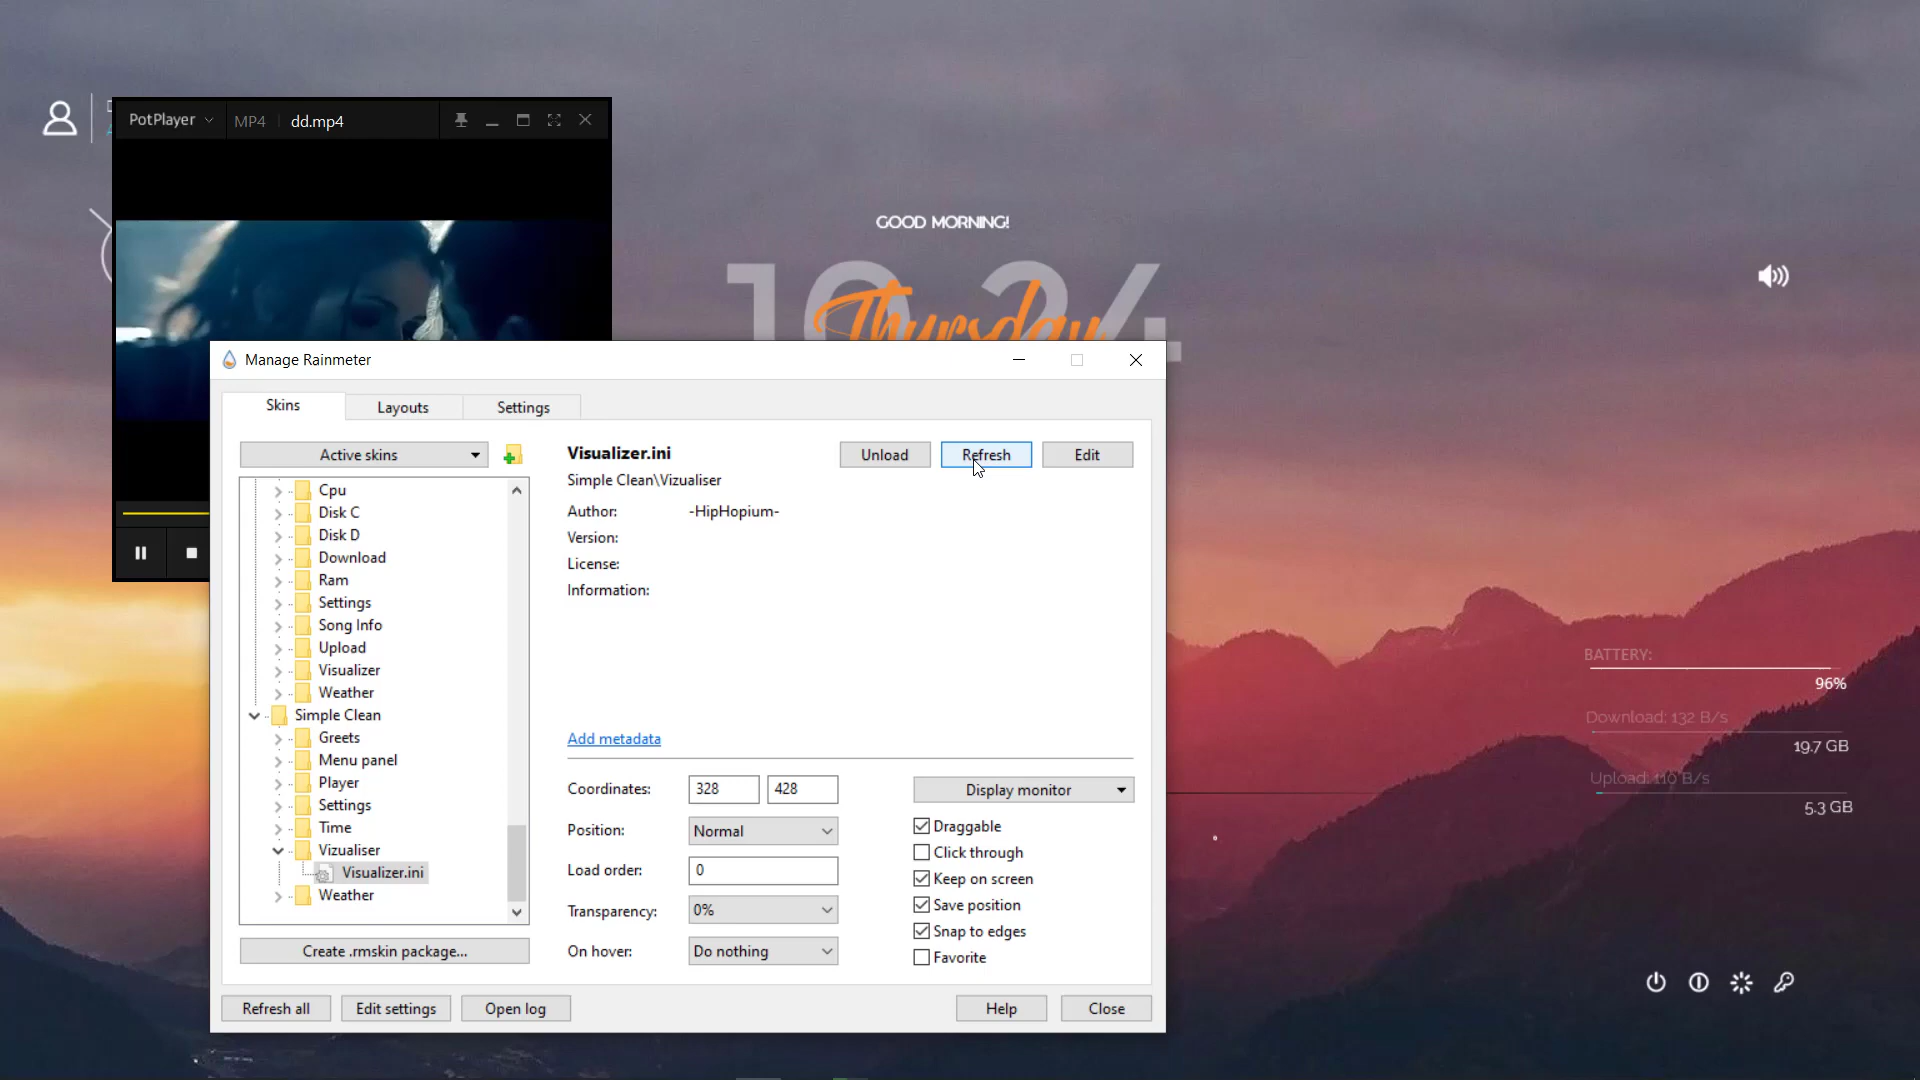 PotPlayer
MP4
dd.mp4
GOOD MORNING!
10 24
Thursday
Manage Rainmeter
Skins
Layouts
Settings
Active skins
Cpu
Disk C
Disk D
Download
Ram
Settings
Song Info
Upload
Visualizer
Weather
Simple Clean
Greets
Menu panel
Player
Settings
Time
Vizualiser
Visualizer.ini
Weather
Create .rmskin package...
Visualizer.ini
Unload
Refresh
Edit
Simple Clean\Vizualiser
Author: -HipHopium-
Version:
License:
Information:
Add metadata
Coordinates: 328 428
Position: Normal
Load order: 0
Transparency: 0%
On hover: Do nothing
Display monitor
Draggable
Click through
Keep on screen
Save position
Snap to edges
Favorite
Refresh all
Edit settings
Open log
Help
Close
BATTERY:
96%
Download: 132 B/s
19.7 GB
Upload: 110 B/s
5.3 GB